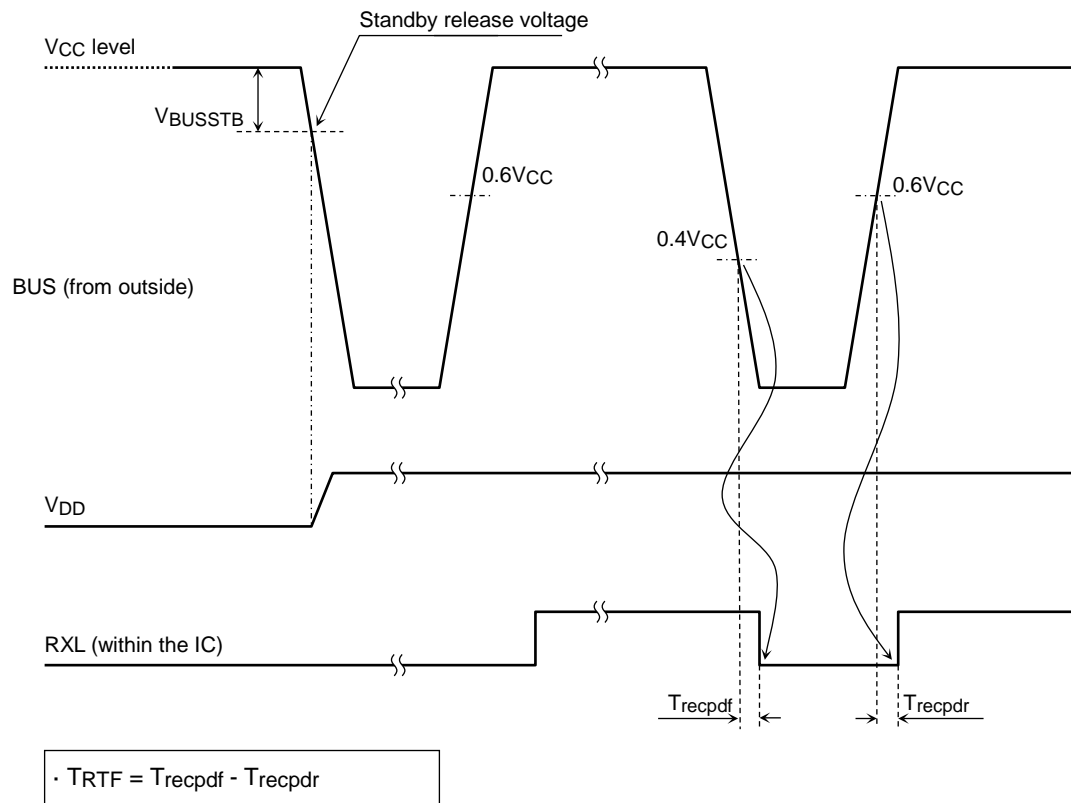 Standby release voltage
VCC level
VBUSSTB
0.6VCC
0.6VCC
0.4VCC
BUS (from outside)
VDD
RXL (within the IC)
Trecpdf
Trecpdr
· TRTF = Trecpdf - Trecpdr